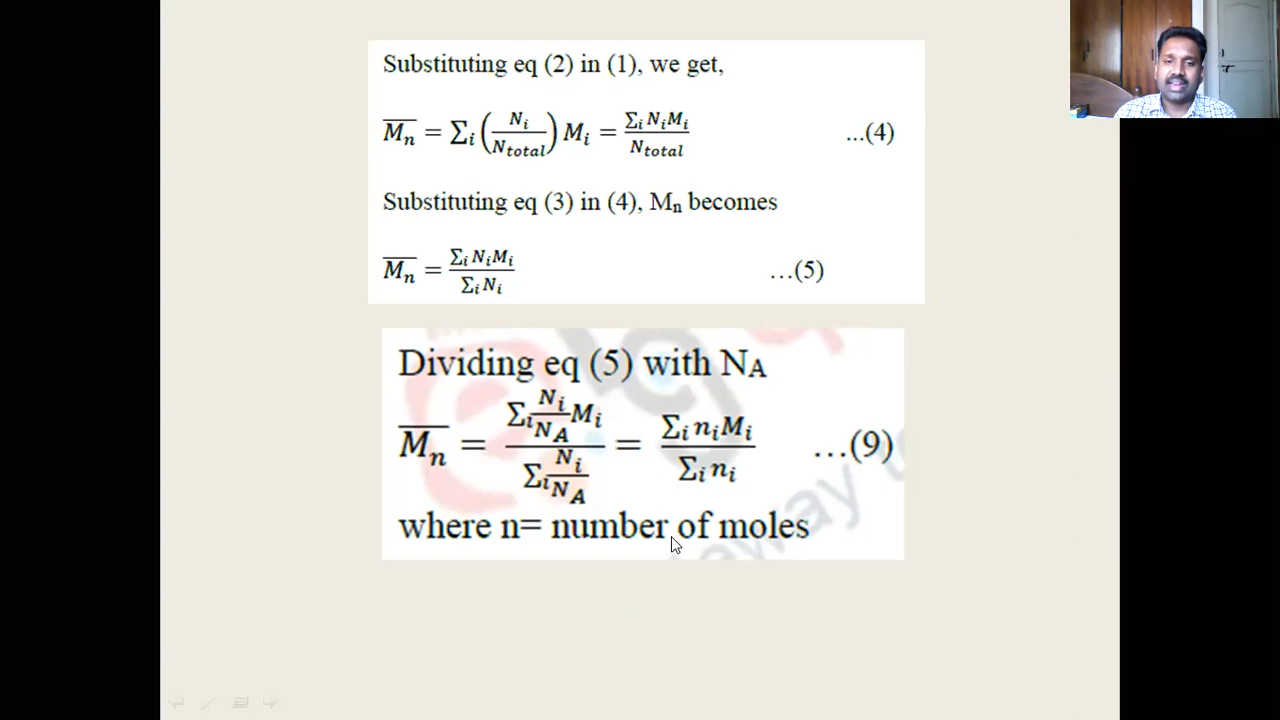 Substituting eq (2) in (1), we get,
$\overline{M_n} = \sum_i \left(\frac{N_i}{N_{total}}\right) M_i = \frac{\sum_i N_i M_i}{N_{total}}$ ...(4)
Substituting eq (3) in (4), Mₙ becomes
$\overline{M_n} = \frac{\sum_i N_i M_i}{\sum_i N_i}$ ...(5)
Dividing eq (5) with N_A
$\overline{M_n} = \frac{\sum_i \frac{N_i}{N_A} M_i}{\sum_i \frac{N_i}{N_A}} = \frac{\sum_i n_i M_i}{\sum_i n_i}$ ...(9)
where n= number of moles